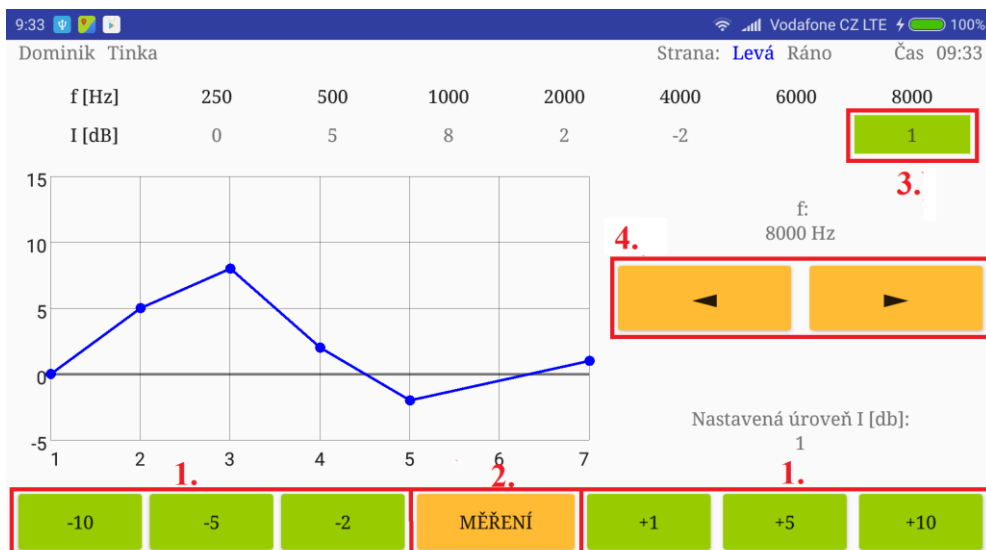 9:33 Vodafone CZ LTE 100%
Dominik Tinka Strana: Levá Ráno Čas 09:33
f [Hz] 250 500 1000 2000 4000 6000 8000
I [dB] 0 5 8 2 -2 1
3.
15
10
5
0
-5
1 2 3 4 5 6 7
f:
8000 Hz
4.
◄ ►
Nastavená úroveň I [db]:
1
1. 2. 1.
-10 -5 -2 MĚŘENÍ +1 +5 +10